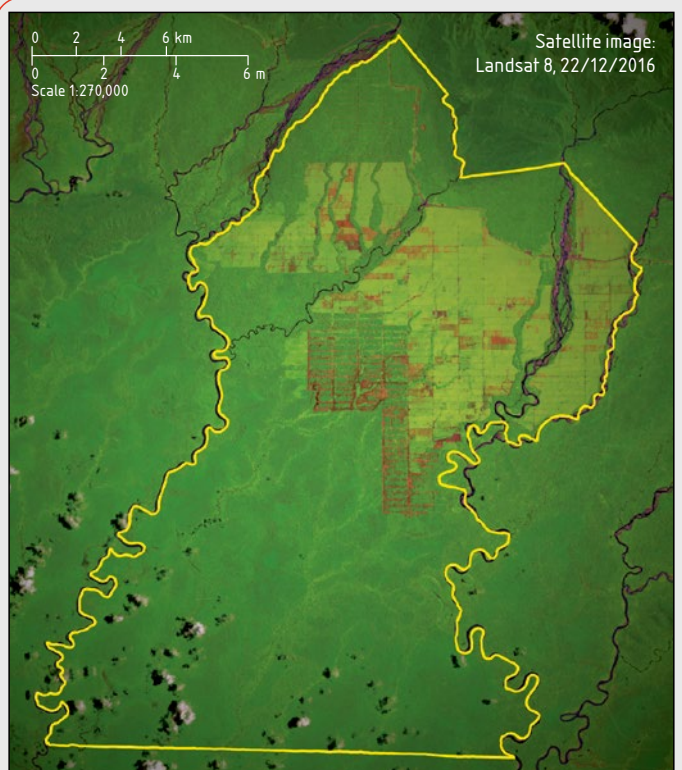 0 2 4 6 km
0 2 4 6 m
Scale 1:270,000
Satellite image:
Landsat 8, 22/12/2016